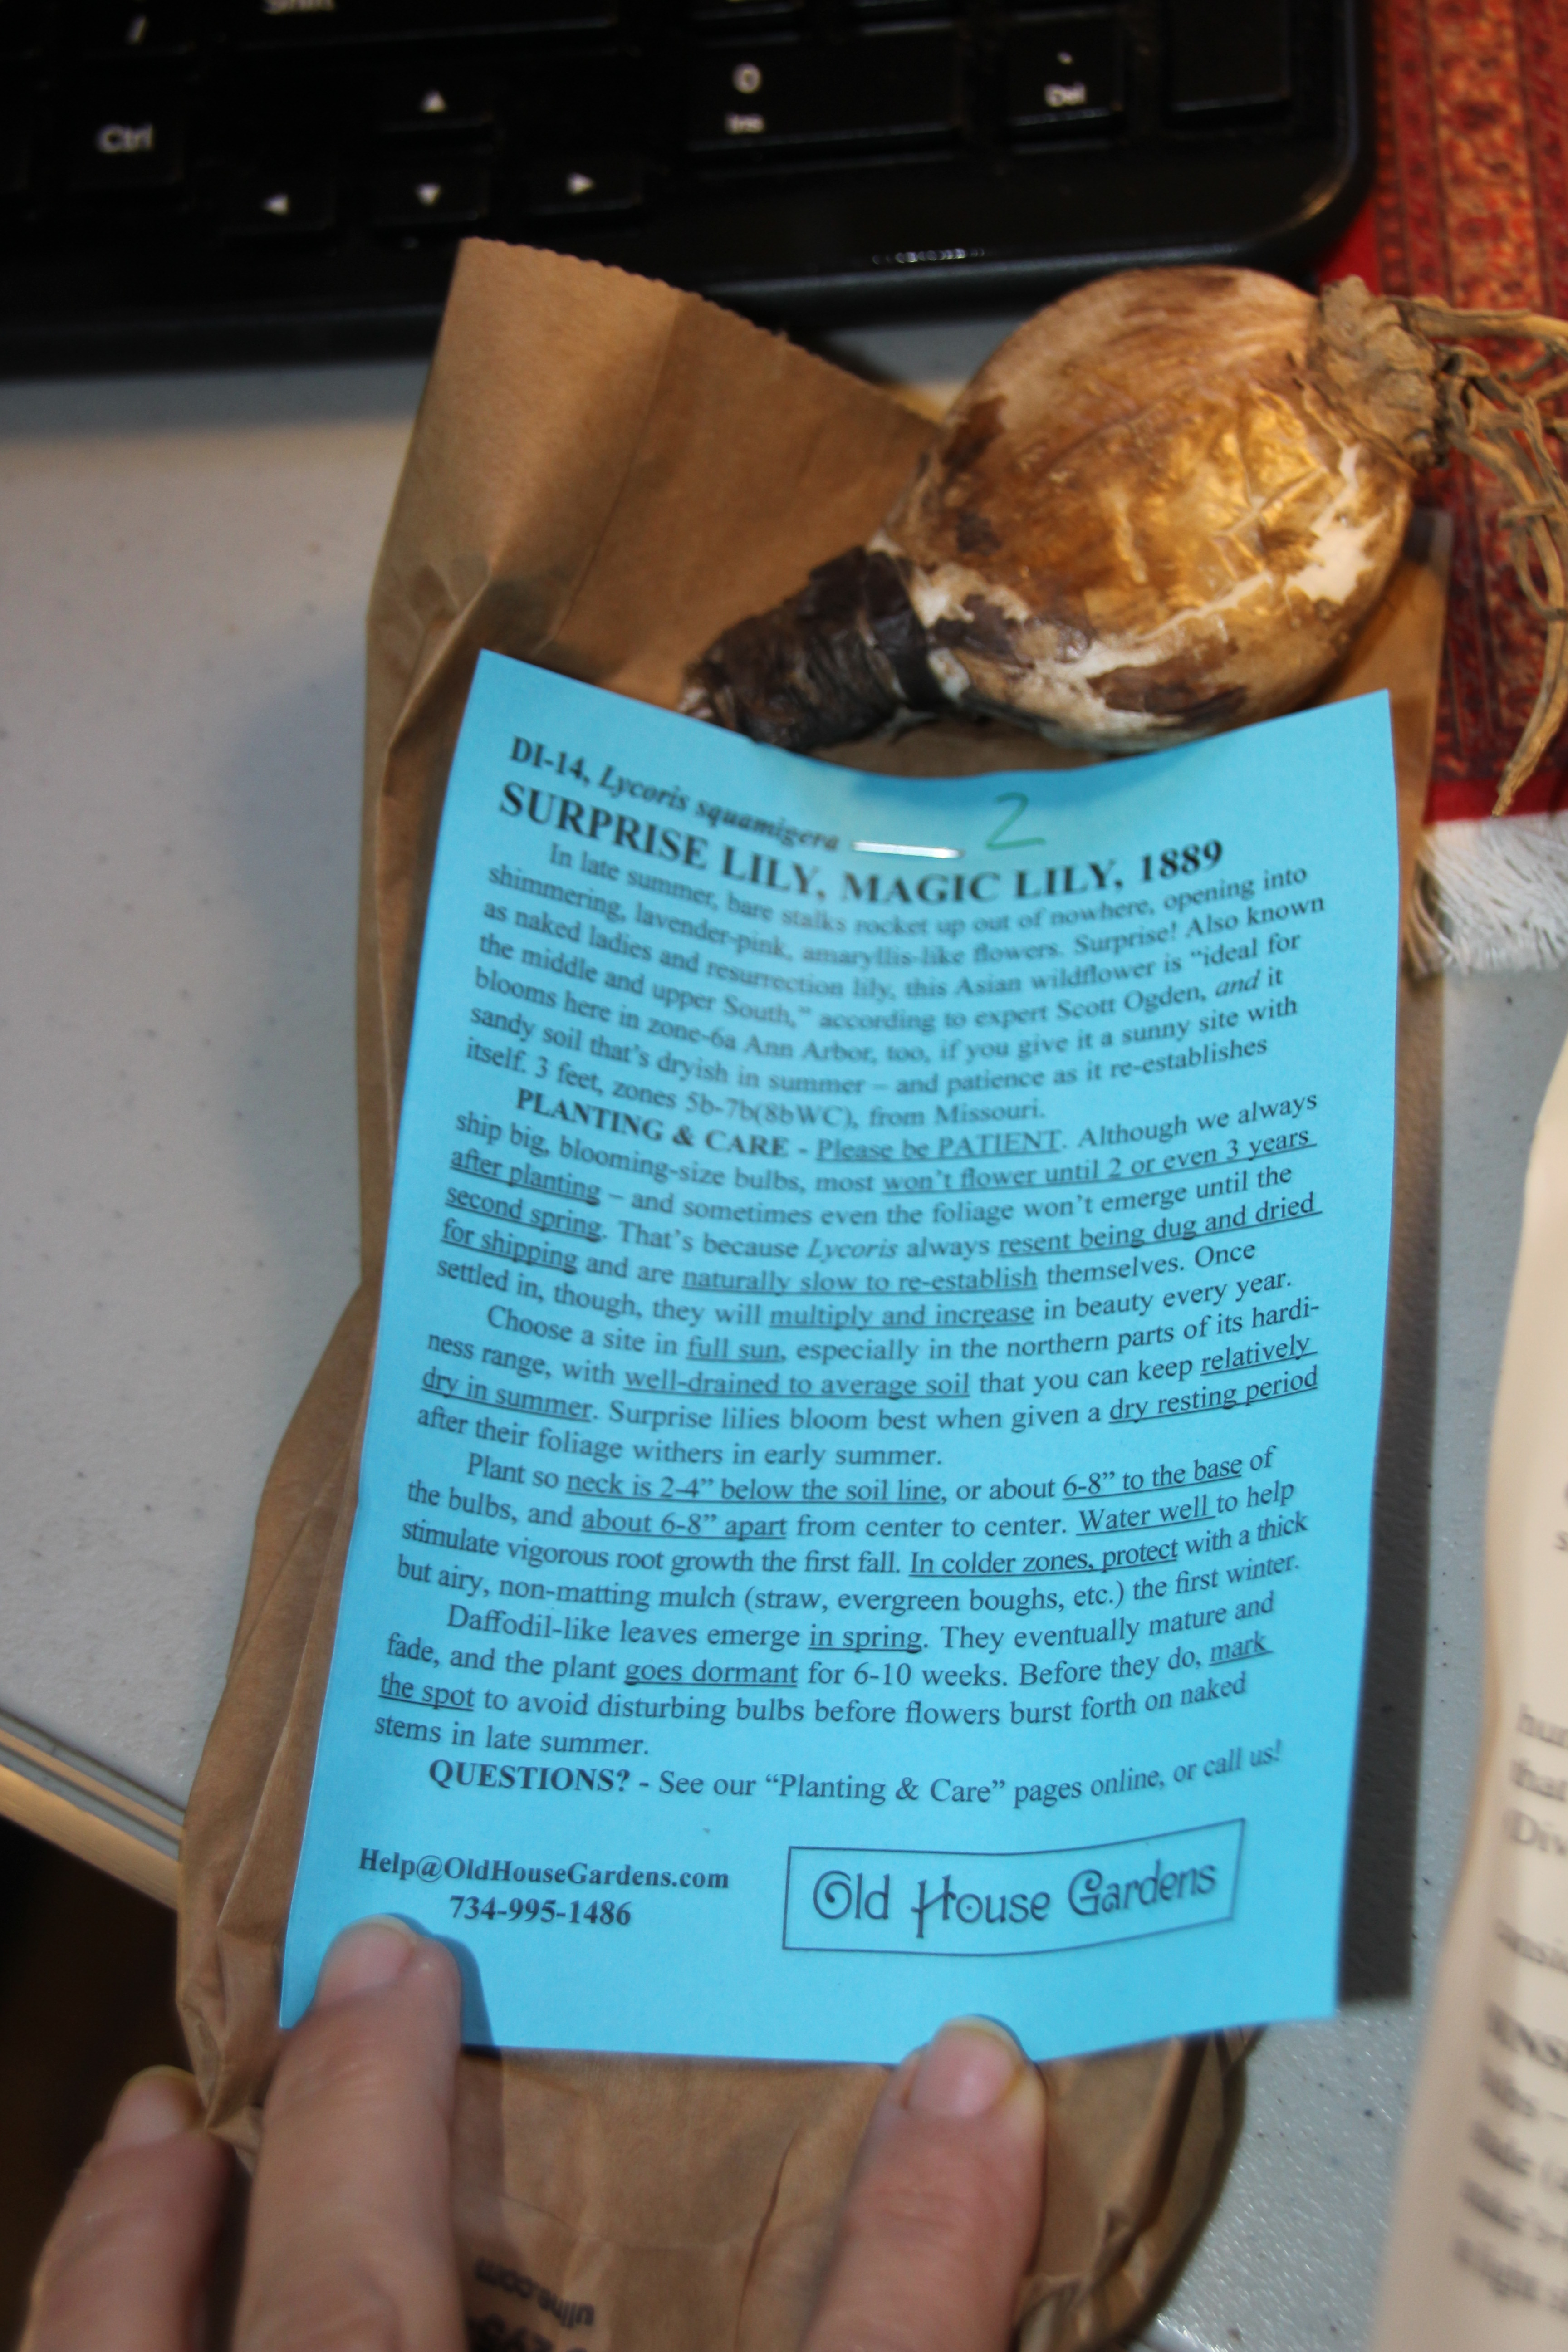 Shift
/
Ctrl
▲
◄
▼
►
0
Ins
.
Del
DI-14, Lycoris squamigera
2
SURPRISE LILY, MAGIC LILY, 1889
In late summer, bare stalks rocket up out of nowhere, opening into
shimmering, lavender-pink, amaryllis-like flowers. Surprise! Also known
as naked ladies and resurrection lily, this Asian wildflower is “ideal for
the middle and upper South,” according to expert Scott Ogden, and it
blooms here in zone-6a Ann Arbor, too, if you give it a sunny site with
sandy soil that’s dryish in summer – and patience as it re-establishes
itself. 3 feet, zones 5b-7b(8bWC), from Missouri.
PLANTING & CARE - Please be PATIENT. Although we always
ship big, blooming-size bulbs, most won’t flower until 2 or even 3 years
after planting – and sometimes even the foliage won’t emerge until the
second spring. That’s because Lycoris always resent being dug and dried
for shipping and are naturally slow to re-establish themselves. Once
settled in, though, they will multiply and increase in beauty every year.
Choose a site in full sun, especially in the northern parts of its hardi-
ness range, with well-drained to average soil that you can keep relatively
dry in summer. Surprise lilies bloom best when given a dry resting period
after their foliage withers in early summer.
Plant so neck is 2-4” below the soil line, or about 6-8” to the base of
the bulbs, and about 6-8” apart from center to center. Water well to help
stimulate vigorous root growth the first fall. In colder zones, protect with a thick
but airy, non-matting mulch (straw, evergreen boughs, etc.) the first winter.
Daffodil-like leaves emerge in spring. They eventually mature and
fade, and the plant goes dormant for 6-10 weeks. Before they do, mark
the spot to avoid disturbing bulbs before flowers burst forth on naked
stems in late summer.
QUESTIONS? - See our “Planting & Care” pages online, or call us!
Help@OldHouseGardens.com
734-995-1486
Old House Gardens
uline.com